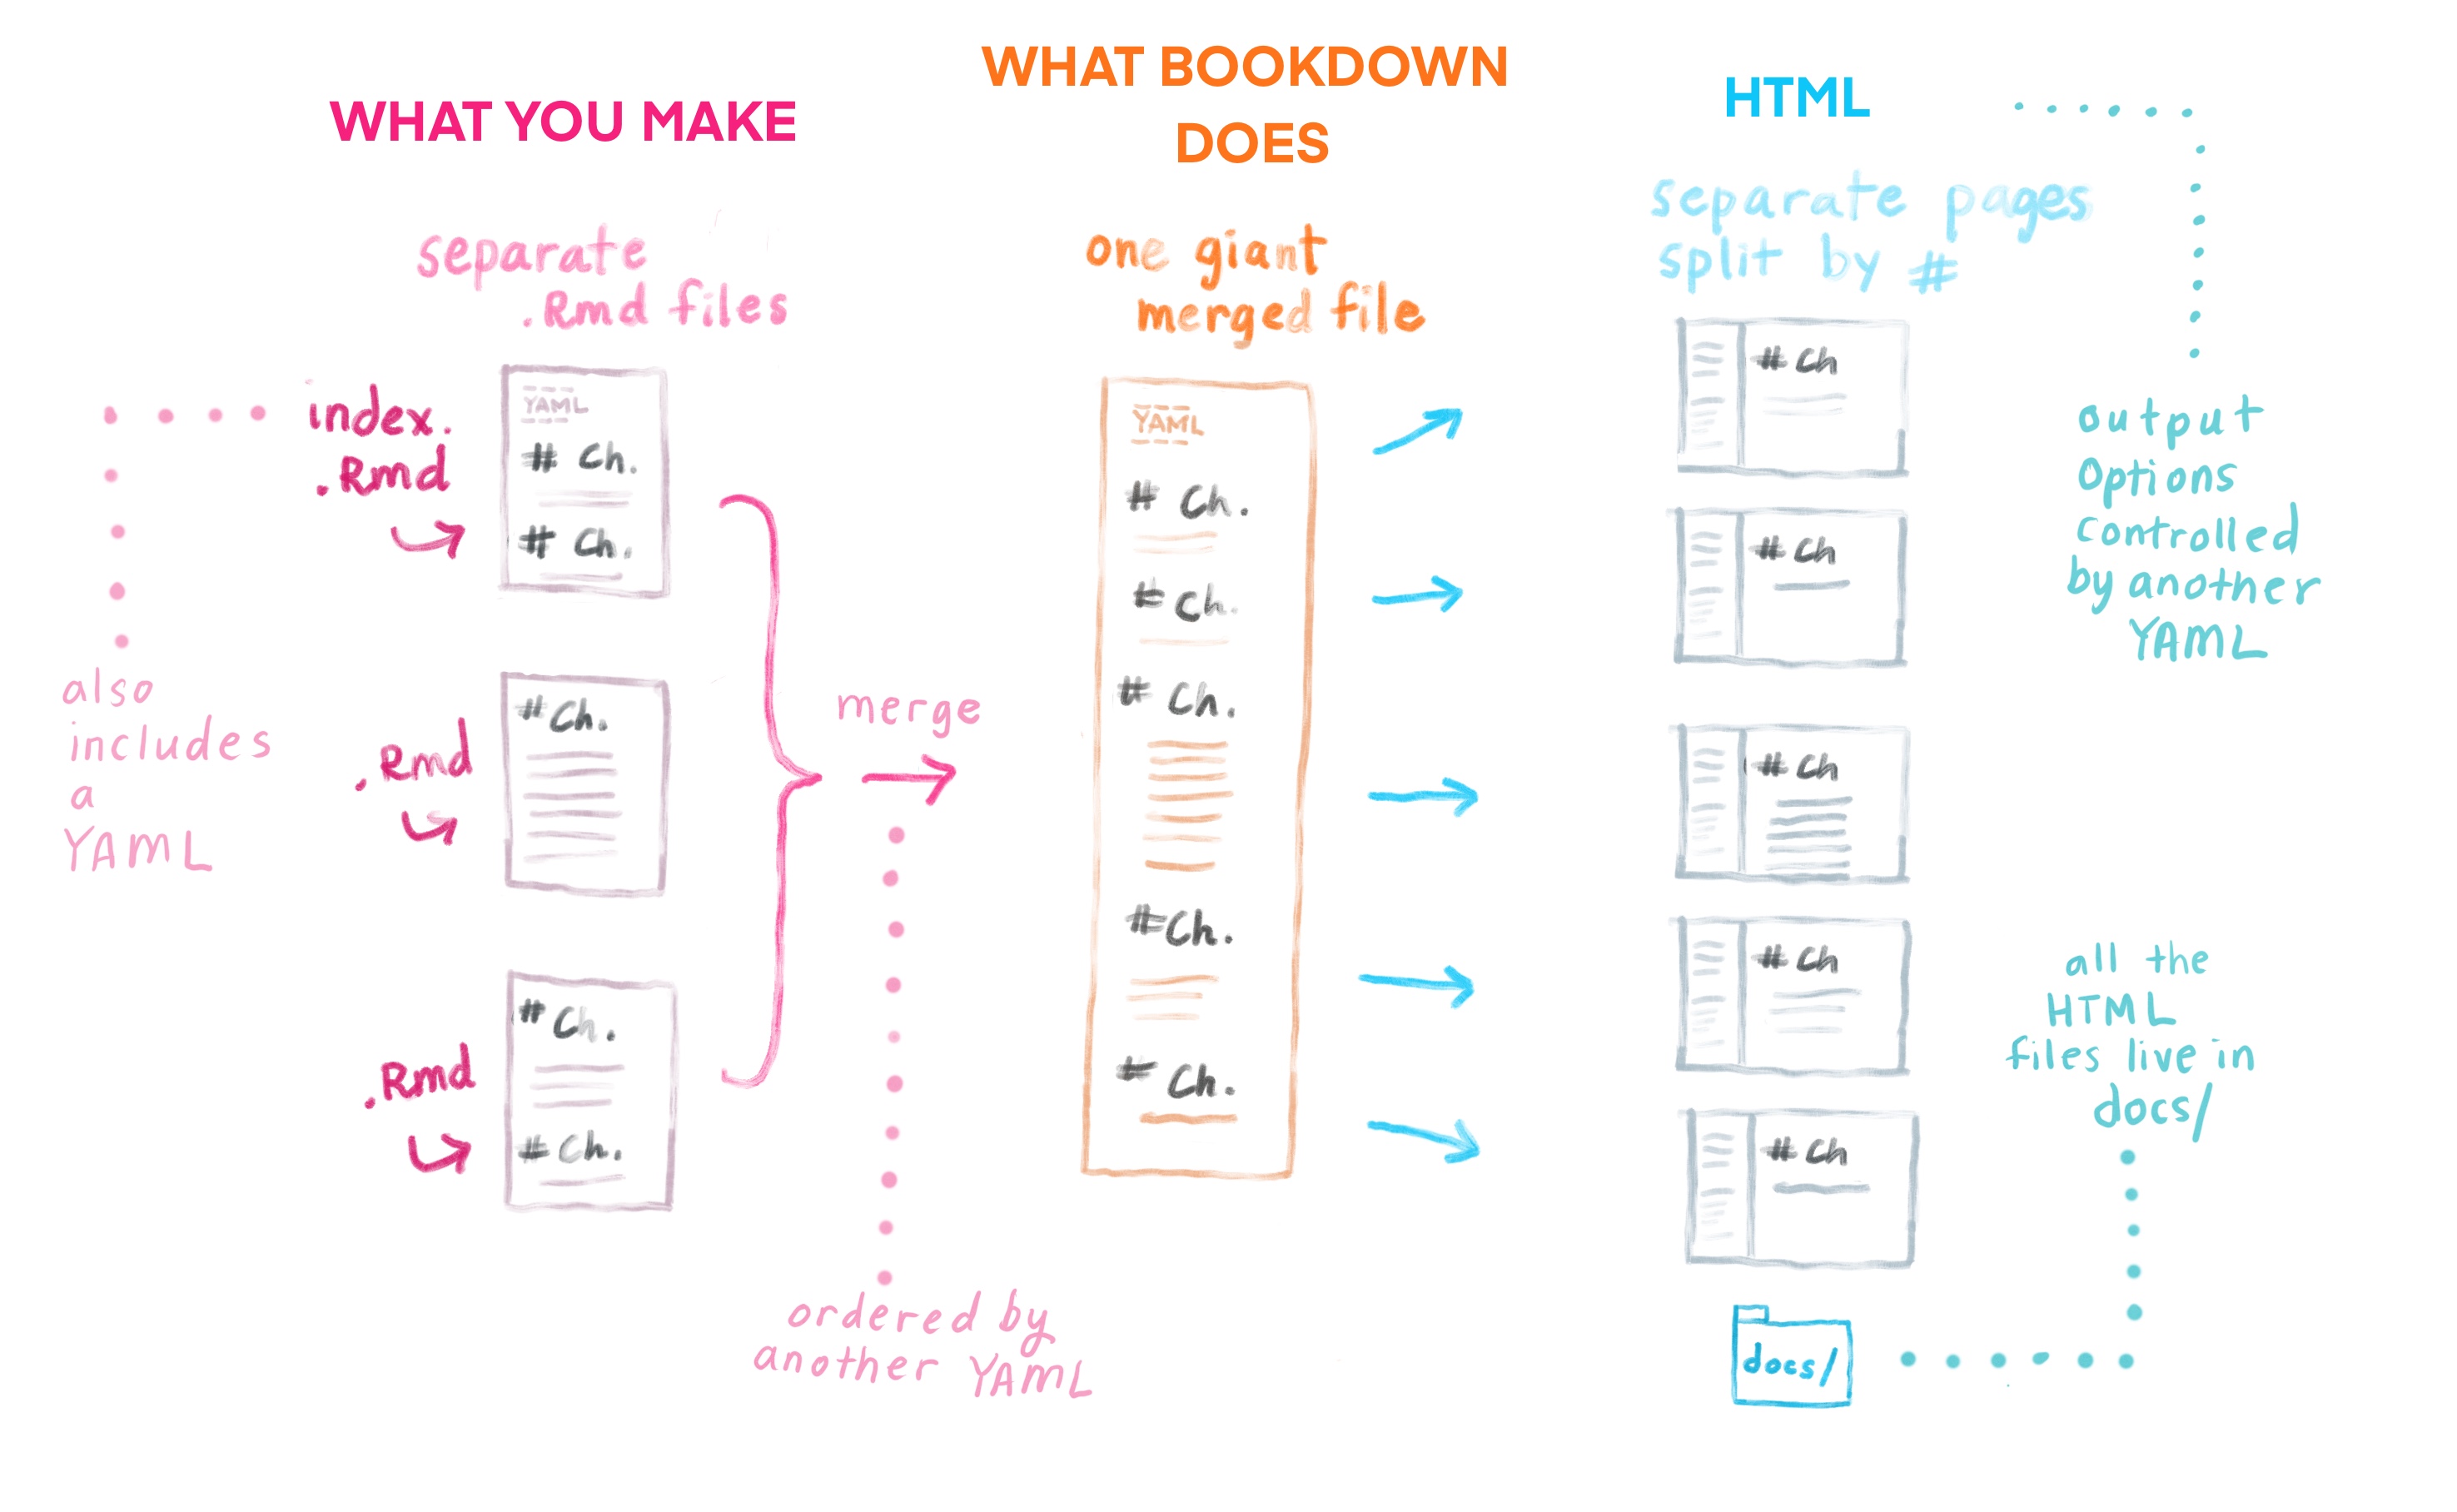 WHAT YOU MAKE
separate
.Rmd files
index.
.Rmd
YAML
# Ch.
# Ch.
also
includes
a
YAML
.Rmd
# Ch.
.Rmd
# Ch.
# Ch.
merge
ordered by
another YAML
WHAT BOOKDOWN
DOES
one giant
merged file
YAML
# Ch.
# Ch.
# Ch.
# Ch.
# Ch.
HTML
separate pages
split by #
# Ch
# Ch
# Ch
# Ch
# Ch
docs/
output
options
controlled
by another
YAML
all the
HTML
files live in
docs/